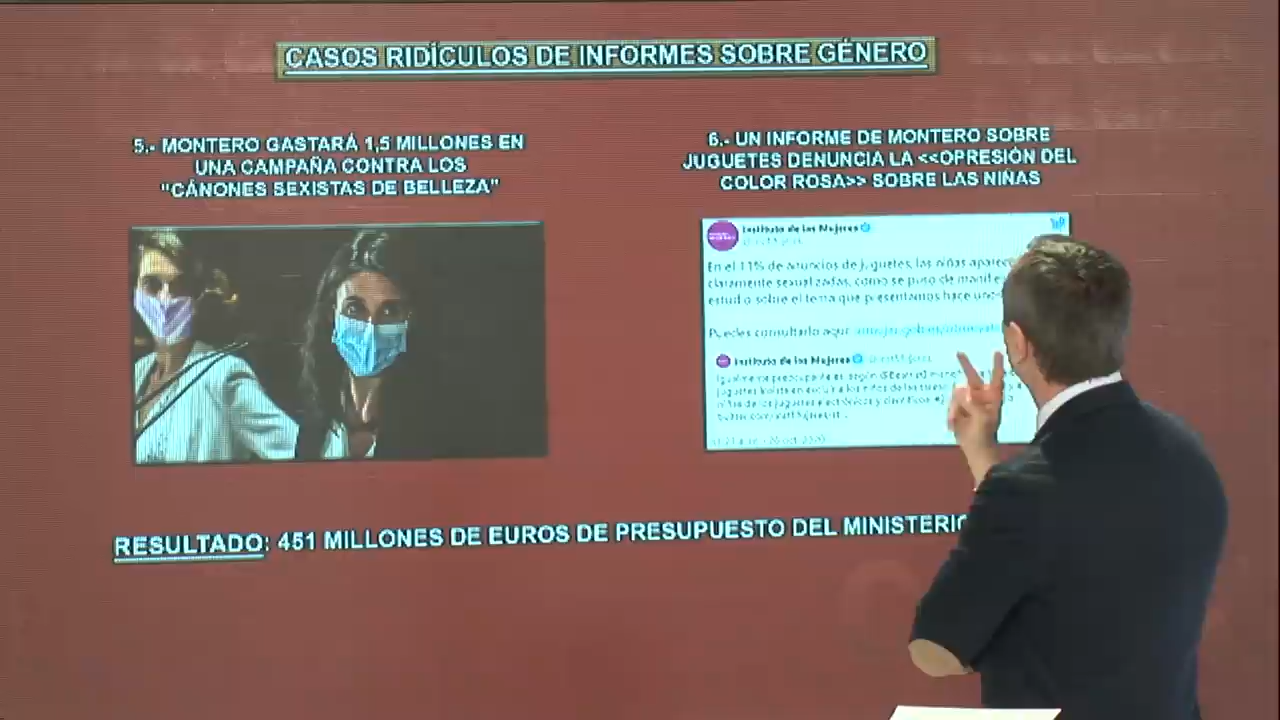 CASOS RIDÍCULOS DE INFORMES SOBRE GÉNERO
5.- MONTERO GASTARÁ 1,5 MILLONES EN
UNA CAMPAÑA CONTRA LOS
"CÁNONES SEXISTAS DE BELLEZA"
6.- UN INFORME DE MONTERO SOBRE
JUGUETES DENUNCIA LA <<OPRESIÓN DEL
COLOR ROSA>> SOBRE LAS NIÑAS
Instituto de las Mujeres
En el 11% de anuncios de juguetes, las niñas
claramente sexualizadas, como se puso de
estudio sobre el tema que presentamos hace
Puedes consultarlo aquí:
Instituto de las Mujeres
RESULTADO: 451 MILLONES DE EUROS DE PRESUPUESTO DEL